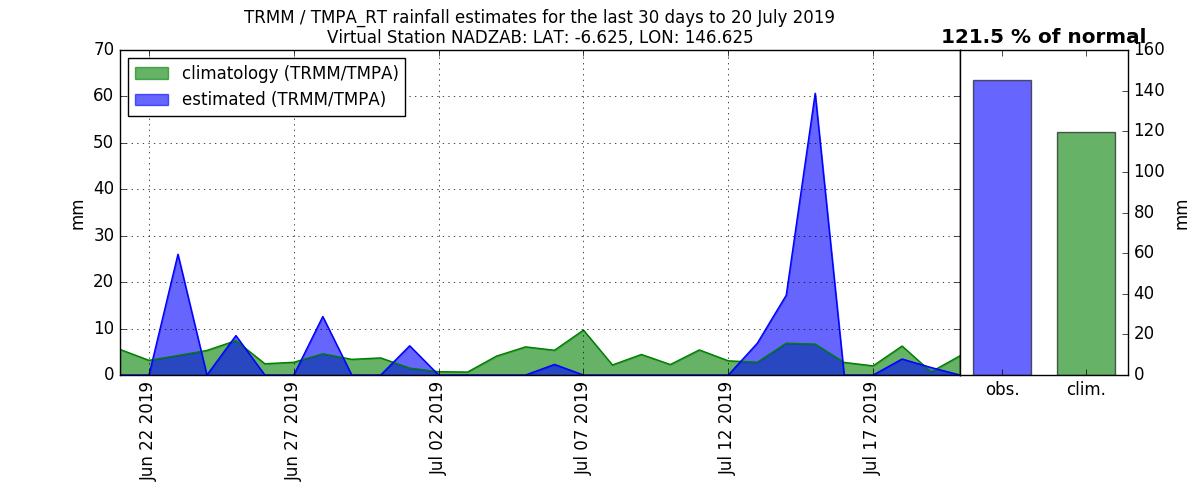 TRMM / TMPA_RT rainfall estimates for the last 30 days to 20 July 2019
Virtual Station NADZAB: LAT: -6.625, LON: 146.625
121.5 % of normal
climatology (TRMM/TMPA)
estimated (TRMM/TMPA)
70
60
50
40
30
20
10
0
mm
Jun 22 2019
Jun 27 2019
Jul 02 2019
Jul 07 2019
Jul 12 2019
Jul 17 2019
160
140
120
100
80
60
40
20
0
mm
obs.
clim.